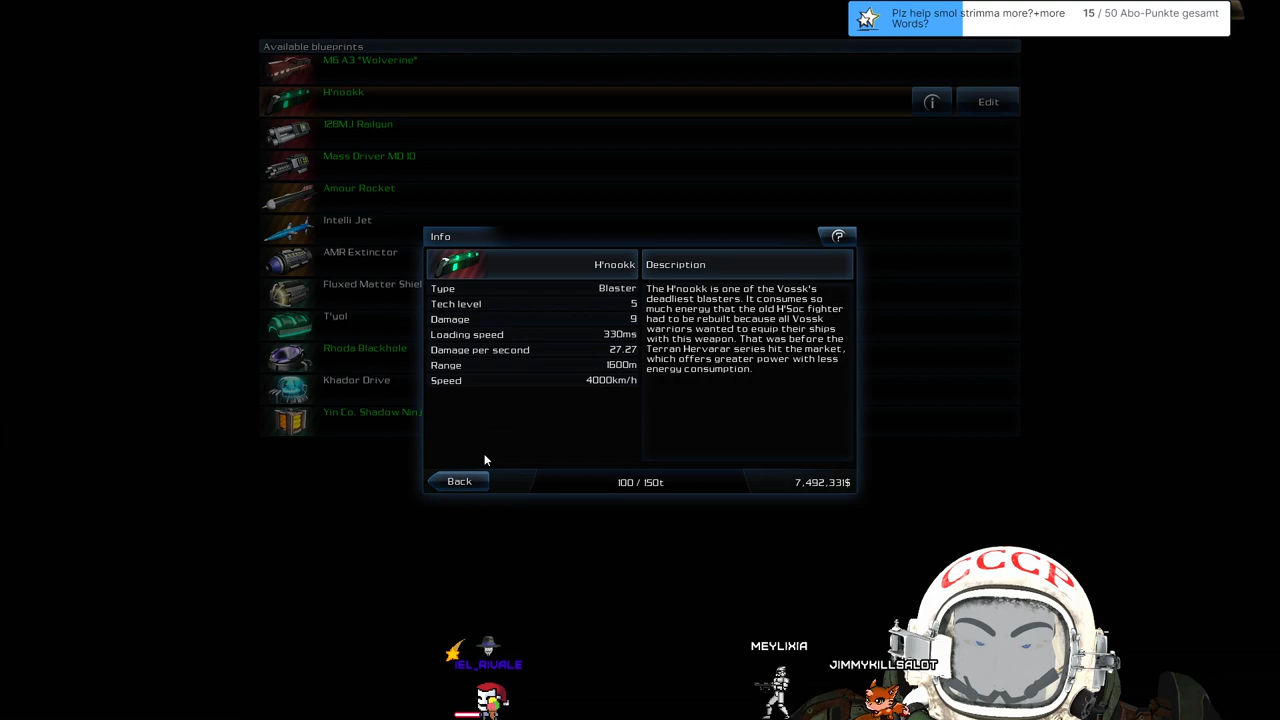 Plz help smol strimma more?+more
Words?
15 / 50 Abo-Punkte gesamt
Available blueprints
M6 A3 "Wolverine"
H'nookk
Edit
128MJ Railgun
Mass Driver MD 10
Amour Rocket
Intelli Jet
AMR Extinctor
Fluxed Matter Shiel
T'yol
Rhoda Blackhole
Khador Drive
Yin Co. Shadow Ninj
Info
?
H'nookk
Type Blaster
Tech level 5
Damage 9
Loading speed 330ms
Damage per second 27.27
Range 1600m
Speed 4000km/h
Description
The H'nookk is one of the Vossk's
deadliest blasters. It consumes so
much energy that the old H'Soc fighter
had to be rebuilt because all Vossk
warriors wanted to equip their ships
with this weapon. That was before the
Terran Hervarar series hit the market,
which offers greater power with less
energy consumption.
Back
100 / 150t
7,492,331$
CCCP
MEYLIXIA
JIMMYKILLSALOT
IEL_RIVALE